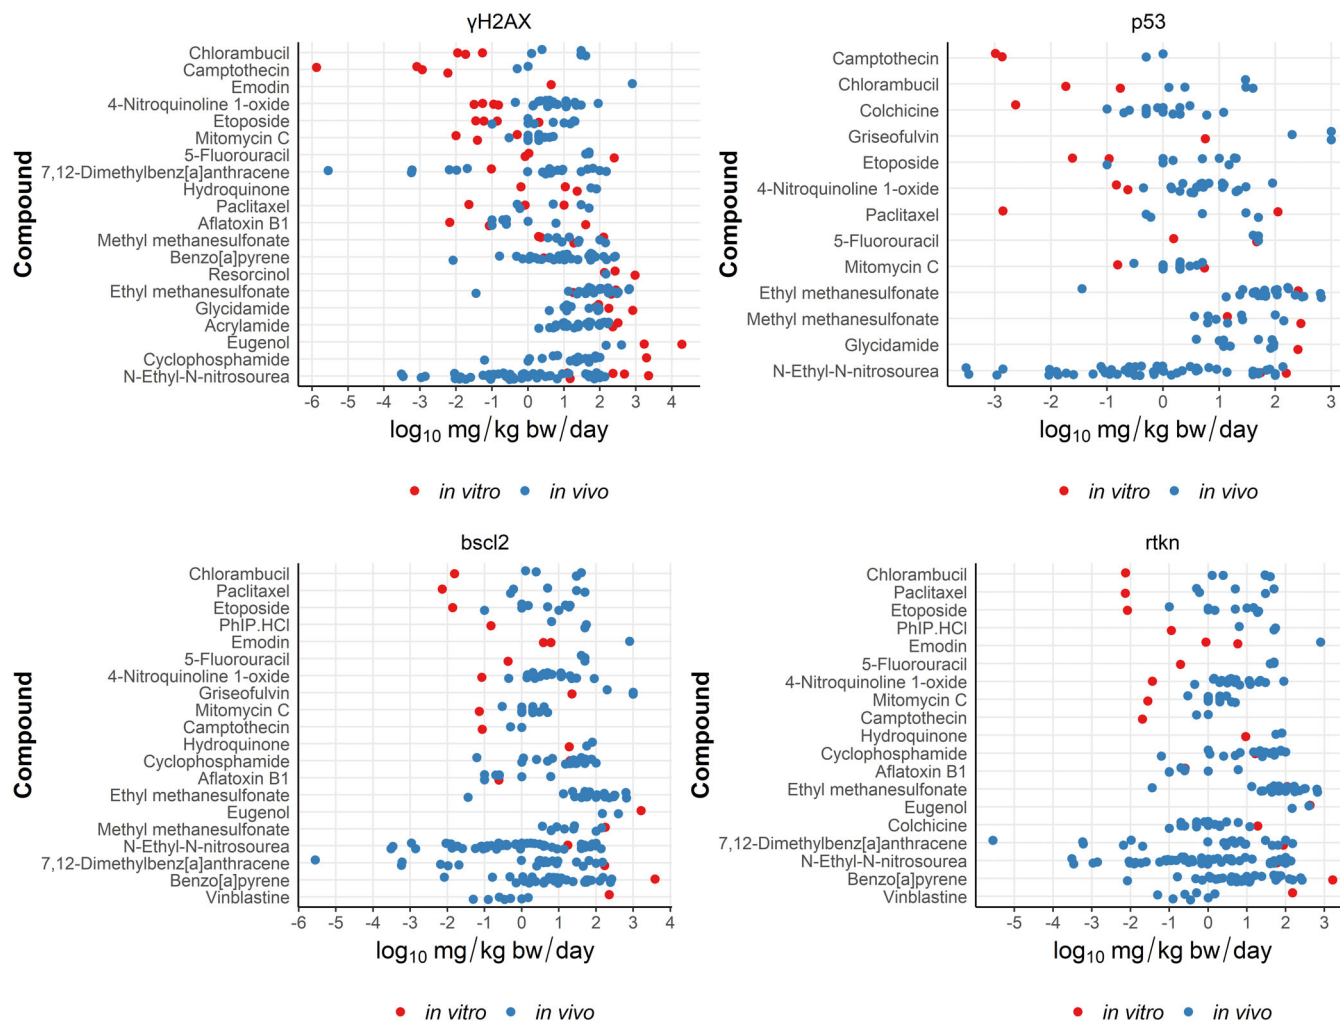 γH2AX
Compound
Chlorambucil
Camptothecin
Emodin
4-Nitroquinoline 1-oxide
Etoposide
Mitomycin C
5-Fluorouracil
7,12-Dimethylbenz[a]anthracene
Hydroquinone
Paclitaxel
Aflatoxin B1
Methyl methanesulfonate
Benzo[a]pyrene
Resorcinol
Ethyl methanesulfonate
Glycidamide
Acrylamide
Eugenol
Cyclophosphamide
N-Ethyl-N-nitrosourea
-6 -5 -4 -3 -2 -1 0 1 2 3 4
log₁₀ mg/kg bw/day
in vitro in vivo
p53
Compound
Camptothecin
Chlorambucil
Colchicine
Griseofulvin
Etoposide
4-Nitroquinoline 1-oxide
Paclitaxel
5-Fluorouracil
Mitomycin C
Ethyl methanesulfonate
Methyl methanesulfonate
Glycidamide
N-Ethyl-N-nitrosourea
-3 -2 -1 0 1 2 3
log₁₀ mg/kg bw/day
in vitro in vivo
bscl2
Compound
Chlorambucil
Paclitaxel
Etoposide
PhIP.HCl
Emodin
5-Fluorouracil
4-Nitroquinoline 1-oxide
Griseofulvin
Mitomycin C
Camptothecin
Hydroquinone
Cyclophosphamide
Aflatoxin B1
Ethyl methanesulfonate
Eugenol
Methyl methanesulfonate
N-Ethyl-N-nitrosourea
7,12-Dimethylbenz[a]anthracene
Benzo[a]pyrene
Vinblastine
-6 -5 -4 -3 -2 -1 0 1 2 3 4
log₁₀ mg/kg bw/day
in vitro in vivo
rtkn
Compound
Chlorambucil
Paclitaxel
Etoposide
PhIP.HCl
Emodin
5-Fluorouracil
4-Nitroquinoline 1-oxide
Mitomycin C
Camptothecin
Hydroquinone
Cyclophosphamide
Aflatoxin B1
Ethyl methanesulfonate
Eugenol
Colchicine
7,12-Dimethylbenz[a]anthracene
N-Ethyl-N-nitrosourea
Benzo[a]pyrene
Vinblastine
-5 -4 -3 -2 -1 0 1 2 3
log₁₀ mg/kg bw/day
in vitro in vivo